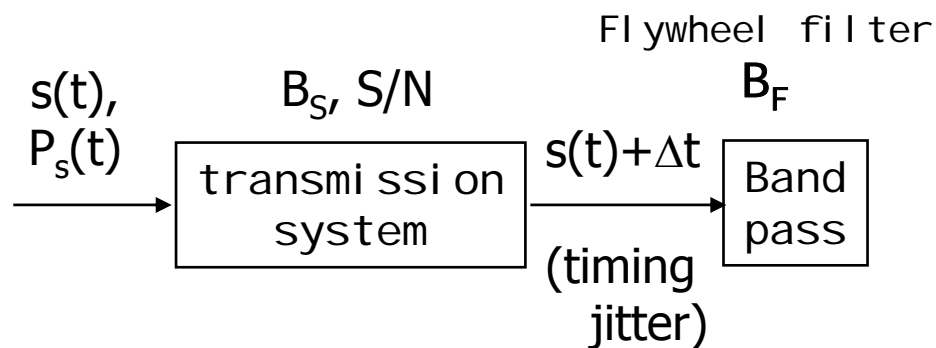 Flywheel filter
B_F
s(t),
P_s(t)
B_S, S/N
transmission
system
s(t)+Δt
(timing
jitter)
Band
pass